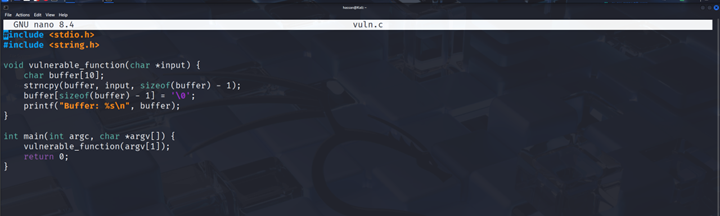 File Actions Edit View Help
GNU nano 8.4 vuln.c
#include <stdio.h>
#include <string.h>
void vulnerable_function(char *input) {
    char buffer[10];
    strncpy(buffer, input, sizeof(buffer) - 1);
    buffer[sizeof(buffer) - 1] = '\0';
    printf("Buffer: %s\n", buffer);
}
int main(int argc, char *argv[]) {
    vulnerable_function(argv[1]);
    return 0;
}